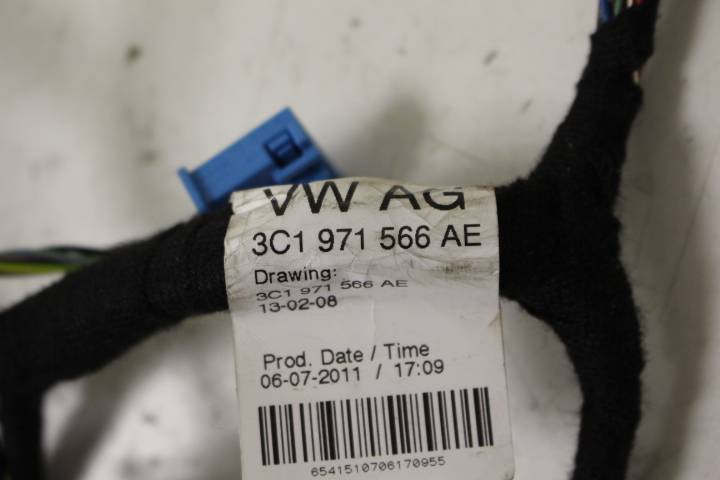 VW AG
3C1 971 566 AE
Drawing:
3C1 971 566 AE
13-02-08
Prod. Date / Time
06-07-2011 / 17:09
6541510706170955